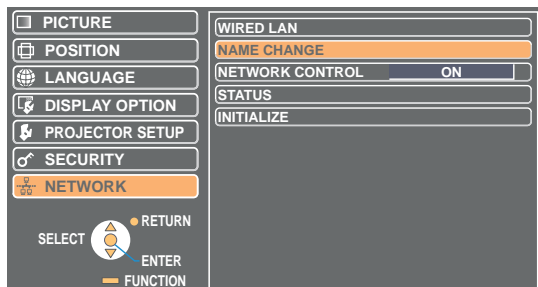 PICTURE
POSITION
LANGUAGE
DISPLAY OPTION
PROJECTOR SETUP
SECURITY
NETWORK
SELECT
RETURN
ENTER
FUNCTION
WIRED LAN
NAME CHANGE
NETWORK CONTROL ON
STATUS
INITIALIZE